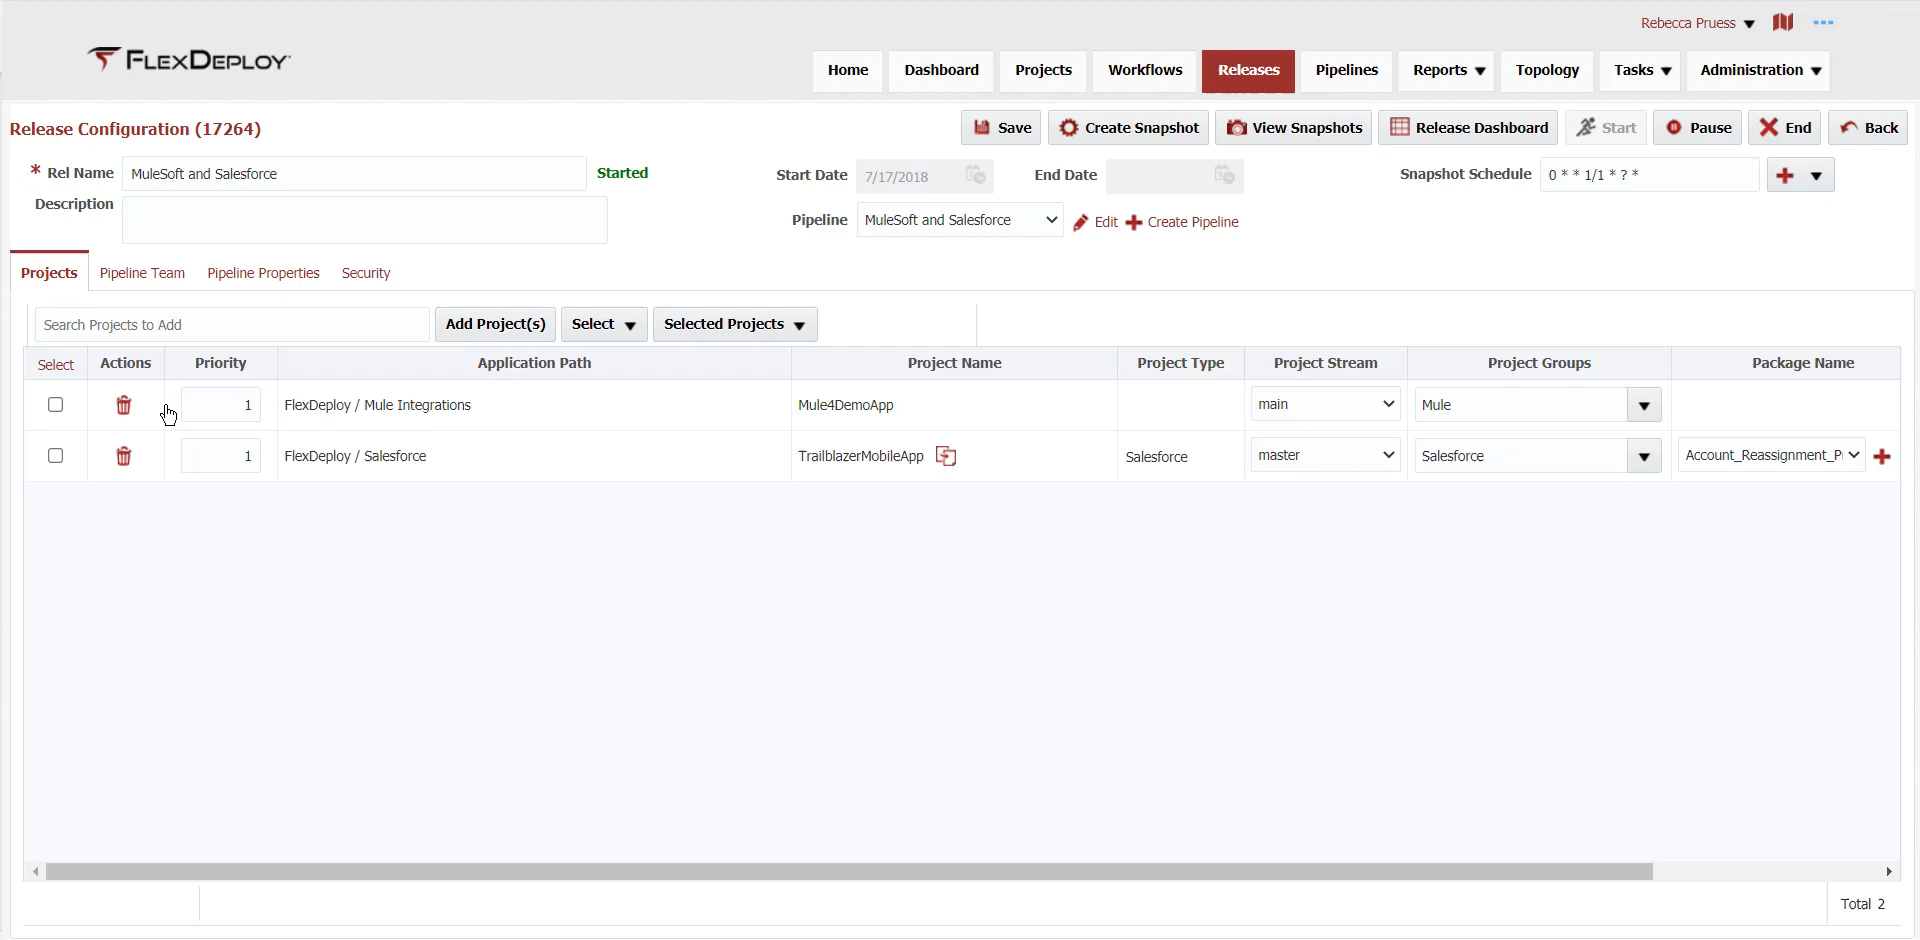 Rebecca Pruess
FLEXDEPLOY
Home Dashboard Projects Workflows Releases Pipelines Reports Topology Tasks Administration
Release Configuration (17264)
Save Create Snapshot View Snapshots Release Dashboard Start Pause End Back
* Rel Name MuleSoft and Salesforce Started Start Date 7/17/2018 End Date Snapshot Schedule 0 * * 1/1 * ? *
Description Pipeline MuleSoft and Salesforce Edit Create Pipeline
Projects Pipeline Team Pipeline Properties Security
Search Projects to Add Add Project(s) Select Selected Projects
Select Actions Priority Application Path Project Name Project Type Project Stream Project Groups Package Name
1 FlexDeploy / Mule Integrations Mule4DemoApp main Mule
1 FlexDeploy / Salesforce TrailblazerMobileApp Salesforce master Salesforce Account_Reassignment_P
Total 2